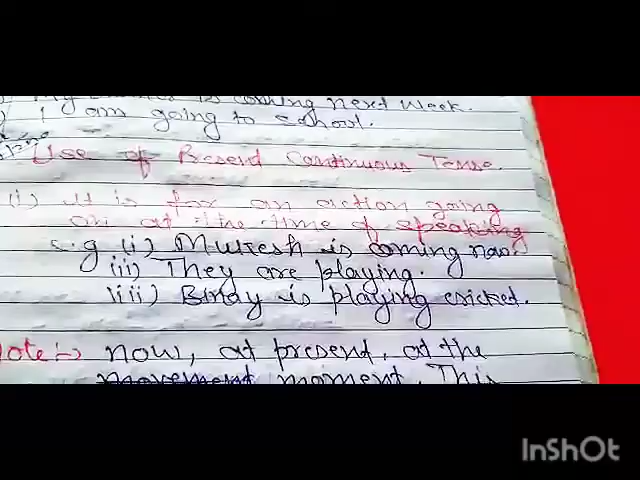 is coming next week.
I am going to school.
Use of Present Continuous Tense.
(i) It is for an action going
on at the time of speaking
e.g (i) Mukesh is coming now.
(ii) They are playing.
(iii) is playing cricket.
Note:-) now, at present, at the
movement moment. This
InShOt